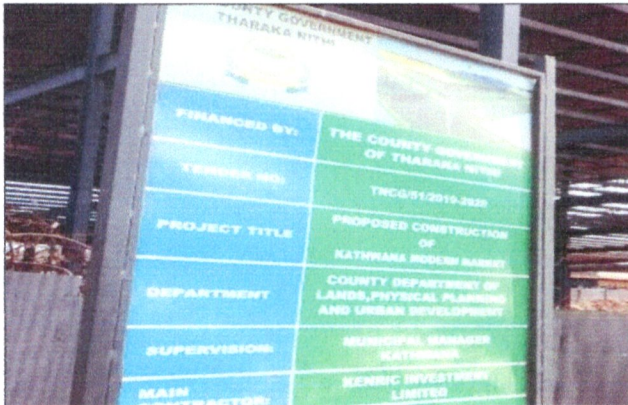 COUNTY GOVERNMENT
THARAKA NITHI
FINANCED BY:
THE COUNTY GOVERNMENT
OF THARAKA NITHI
TENDER NO:
TNCG/51/2019-2020
PROJECT TITLE
PROPOSED CONSTRUCTION
OF
KATHWANA MODERN MARKET
DEPARTMENT
COUNTY DEPARTMENT OF
LANDS,PHYSICAL PLANNING
AND URBAN DEVELOPMENT
SUPERVISION:
MUNICIPAL MANAGER
KATHWANA
MAIN
CONTRACTOR:
KENRIC INVESTMENT
LIMITED